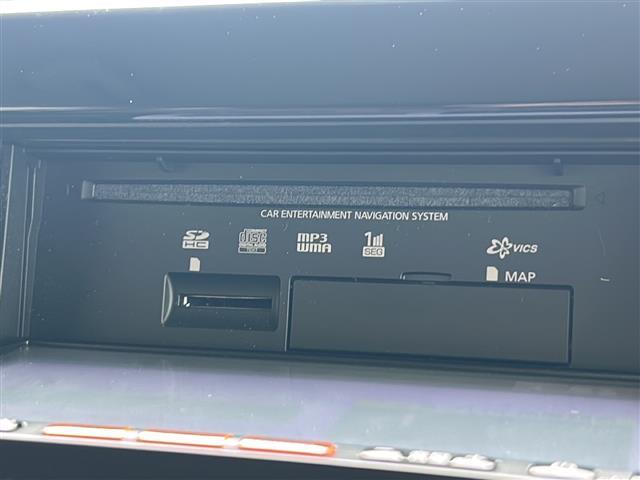 CAR ENTERTAINMENT NAVIGATION SYSTEM
SD HC disc MP3 WMA 1 SEG VICS
MAP